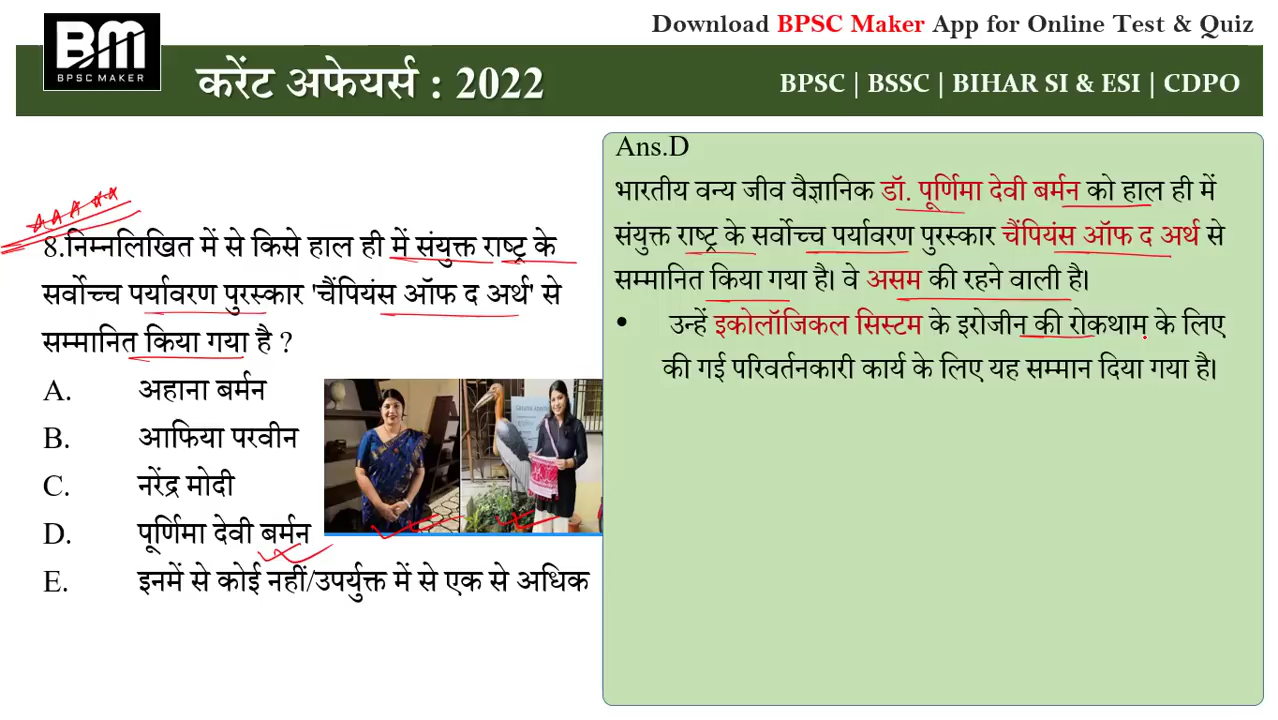 Download BPSC Maker App for Online Test & Quiz
BM
BPSC MAKER
करेंट अफेयर्स : 2022
BPSC | BSSC | BIHAR SI & ESI | CDPO
8.निम्नलिखित में से किसे हाल ही में संयुक्त राष्ट्र के
सर्वोच्च पर्यावरण पुरस्कार 'चैंपियंस ऑफ द अर्थ' से
सम्मानित किया गया है ?
A. अहाना बर्मन
B. आफिया परवीन
C. नरेंद्र मोदी
D. पूर्णिमा देवी बर्मन
E. इनमें से कोई नहीं/उपर्युक्त में से एक से अधिक
Ans.D
भारतीय वन्य जीव वैज्ञानिक डॉ. पूर्णिमा देवी बर्मन को हाल ही में
संयुक्त राष्ट्र के सर्वोच्च पर्यावरण पुरस्कार चैंपियंस ऑफ द अर्थ से
सम्मानित किया गया है। वे असम की रहने वाली है।
• उन्हें इकोलॉजिकल सिस्टम के इरोजीन की रोकथाम के लिए
की गई परिवर्तनकारी कार्य के लिए यह सम्मान दिया गया है।